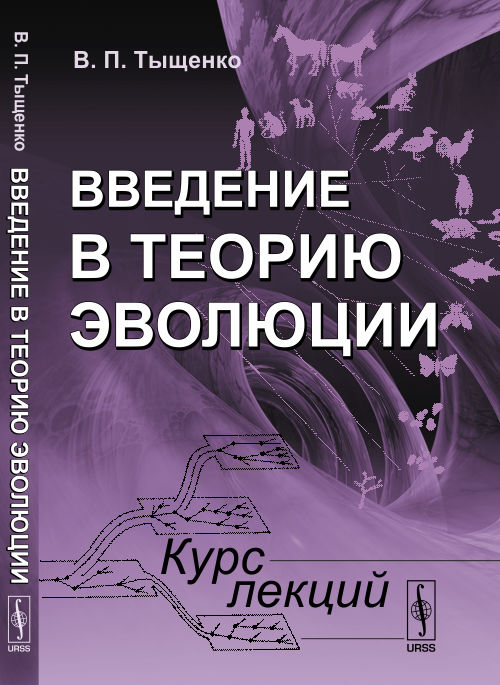 В. П. Тыщенко
ВВЕДЕНИЕ В ТЕОРИЮ ЭВОЛЮЦИИ
URSS
В. П. Тыщенко
ВВЕДЕНИЕ
В ТЕОРИЮ
ЭВОЛЮЦИИ
Курс
лекций
URSS